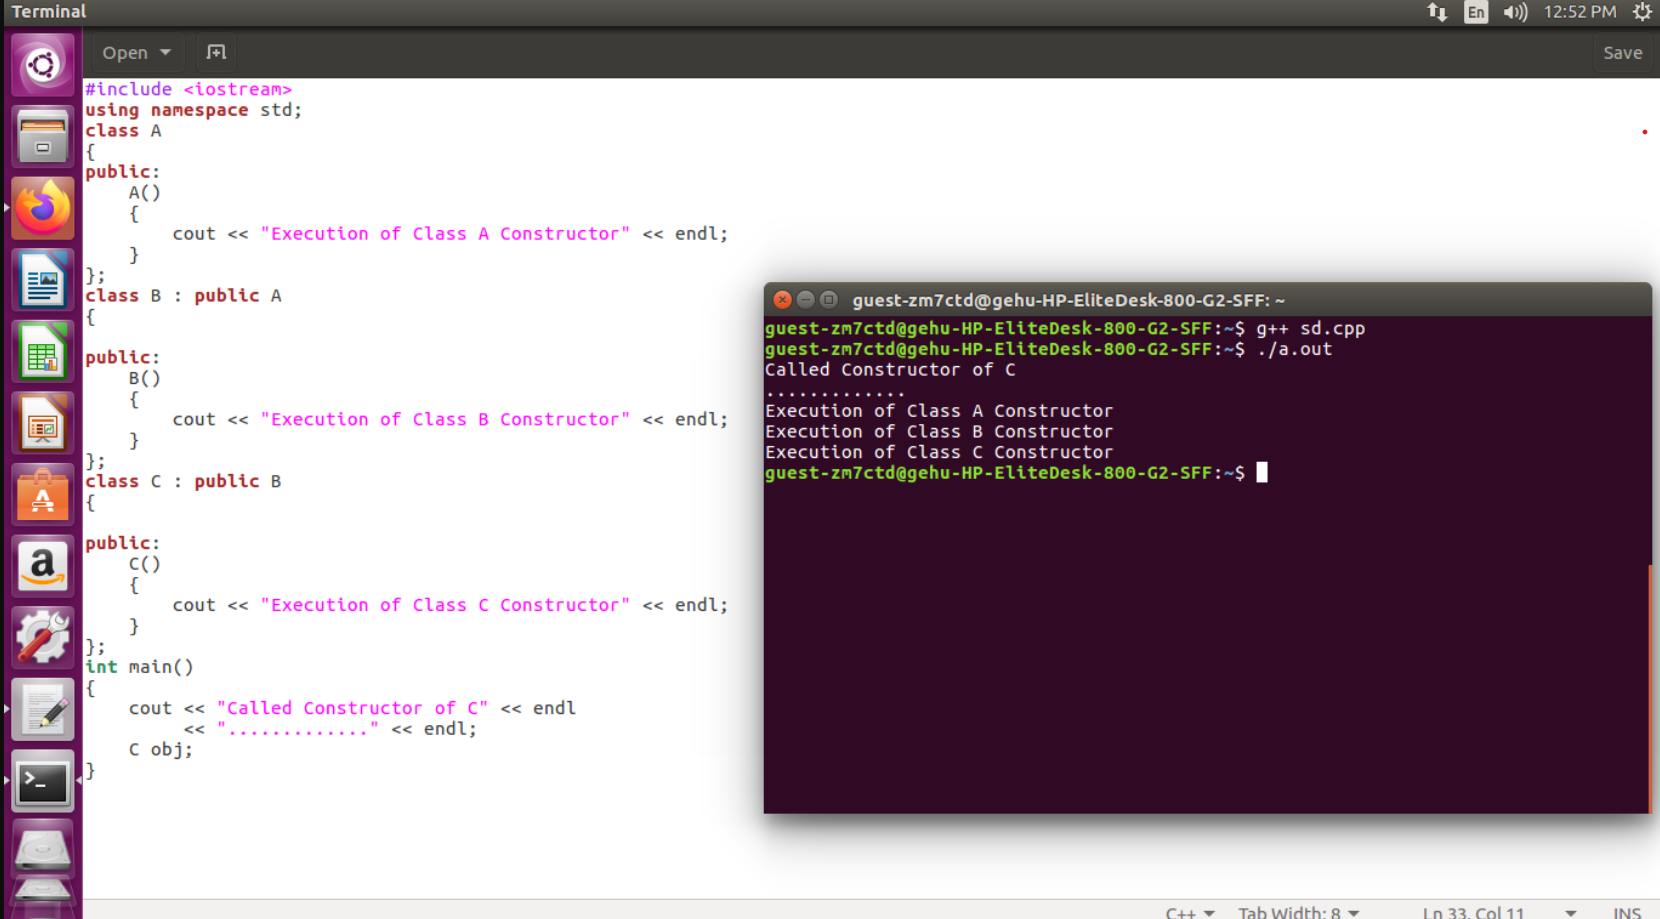 Terminal
En
12:52 PM
Open
Save
#include <iostream>
using namespace std;
class A
{
public:
    A()
    {
        cout << "Execution of Class A Constructor" << endl;
    }
};
class B : public A
{

public:
    B()
    {
        cout << "Execution of Class B Constructor" << endl;
    }
};
class C : public B
{

public:
    C()
    {
        cout << "Execution of Class C Constructor" << endl;
    }
};
int main()
{
    cout << "Called Constructor of C" << endl
         << "............." << endl;
    C obj;
}
guest-zm7ctd@gehu-HP-EliteDesk-800-G2-SFF: ~
guest-zm7ctd@gehu-HP-EliteDesk-800-G2-SFF:~$ g++ sd.cpp
guest-zm7ctd@gehu-HP-EliteDesk-800-G2-SFF:~$ ./a.out
Called Constructor of C
.............
Execution of Class A Constructor
Execution of Class B Constructor
Execution of Class C Constructor
guest-zm7ctd@gehu-HP-EliteDesk-800-G2-SFF:~$
C++ Tab Width: 8 Ln 33, Col 11 INS